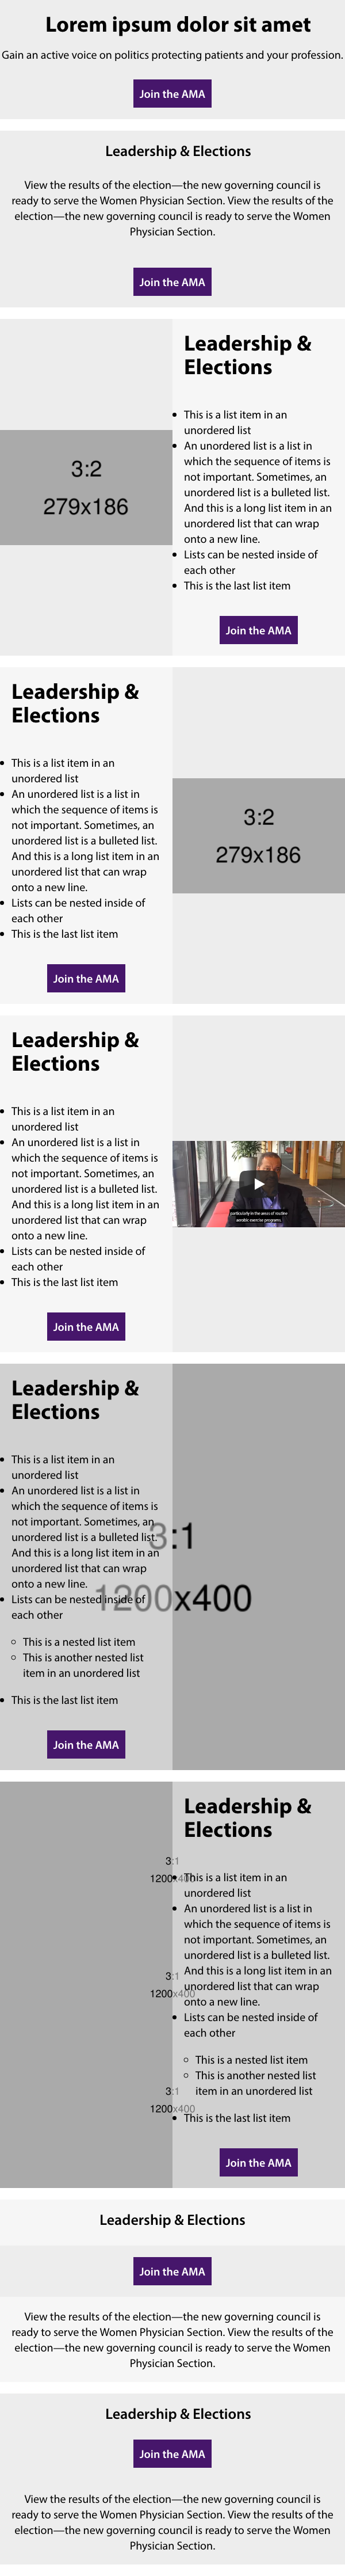 Lorem ipsum dolor sit amet
Gain an active voice on politics protecting patients and your profession.
Join the AMA
Leadership & Elections
View the results of the election—the new governing council is
ready to serve the Women Physician Section. View the results of the
election—the new governing council is ready to serve the Women
Physician Section.
Join the AMA
3:2
279x186
Leadership &
Elections
This is a list item in an
unordered list
An unordered list is a list in
which the sequence of items is
not important. Sometimes, an
unordered list is a bulleted list.
And this is a long list item in an
unordered list that can wrap
onto a new line.
Lists can be nested inside of
each other
This is the last list item
Join the AMA
Leadership &
Elections
This is a list item in an
unordered list
An unordered list is a list in
which the sequence of items is
not important. Sometimes, an
unordered list is a bulleted list.
And this is a long list item in an
unordered list that can wrap
onto a new line.
Lists can be nested inside of
each other
This is the last list item
Join the AMA
3:2
279x186
Leadership &
Elections
This is a list item in an
unordered list
An unordered list is a list in
which the sequence of items is
not important. Sometimes, an
unordered list is a bulleted list.
And this is a long list item in an
unordered list that can wrap
onto a new line.
Lists can be nested inside of
each other
This is the last list item
Join the AMA
particularly in the areas of routine
aerobic exercise programs.
Leadership &
Elections
This is a list item in an
unordered list
An unordered list is a list in
which the sequence of items is
not important. Sometimes, an
unordered list is a bulleted list.
And this is a long list item in an
unordered list that can wrap
onto a new line.
Lists can be nested inside of
each other
This is a nested list item
This is another nested list
item in an unordered list
This is the last list item
Join the AMA
3:1
1200x400
3:1
1200x400
3:1
1200x400
3:1
1200x400
Leadership &
Elections
This is a list item in an
unordered list
An unordered list is a list in
which the sequence of items is
not important. Sometimes, an
unordered list is a bulleted list.
And this is a long list item in an
unordered list that can wrap
onto a new line.
Lists can be nested inside of
each other
This is a nested list item
This is another nested list
item in an unordered list
This is the last list item
Join the AMA
Leadership & Elections
Join the AMA
View the results of the election—the new governing council is
ready to serve the Women Physician Section. View the results of the
election—the new governing council is ready to serve the Women
Physician Section.
Leadership & Elections
Join the AMA
View the results of the election—the new governing council is
ready to serve the Women Physician Section. View the results of the
election—the new governing council is ready to serve the Women
Physician Section.